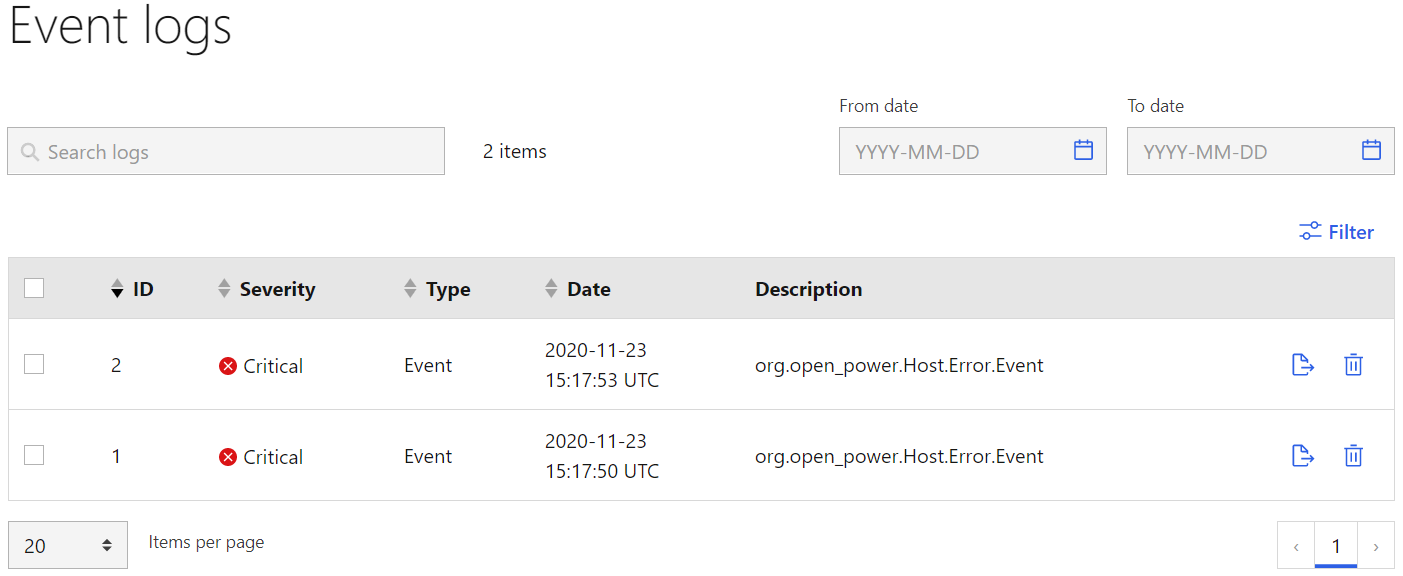 Event logs
From date
To date
Search logs
2 items
YYYY-MM-DD
YYYY-MM-DD
Filter
ID Severity Type Date Description
2020-11-23
2 Critical Event org.open_power.Host.Error.Event
15:17:53 UTC
2020-11-23
1 Critical Event org.open_power.Host.Error.Event
15:17:50 UTC
20 Items per page
‹ 1 ›